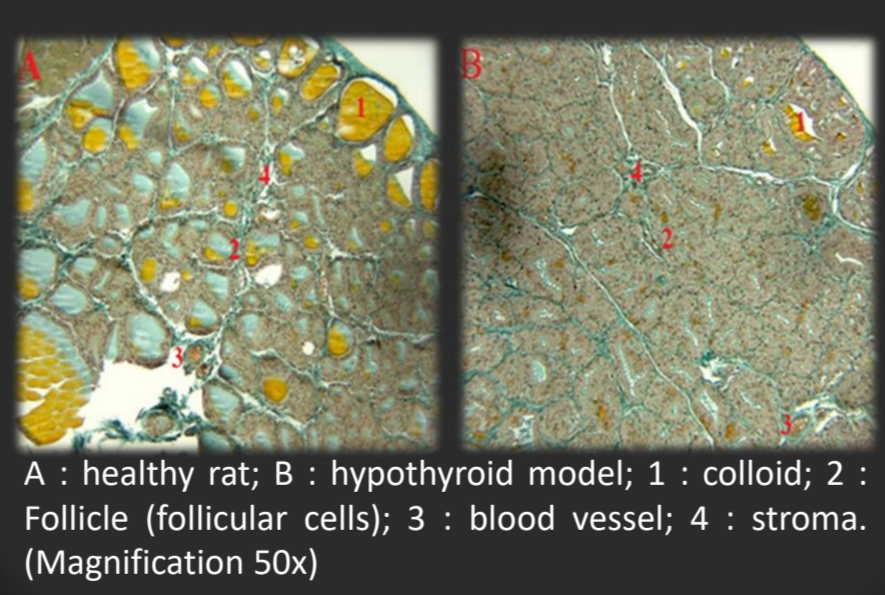 A
B
1
1
4
4
2
2
3
3
A : healthy rat; B : hypothyroid model; 1 : colloid; 2 :
Follicle (follicular cells); 3 : blood vessel; 4 : stroma.
(Magnification 50x)